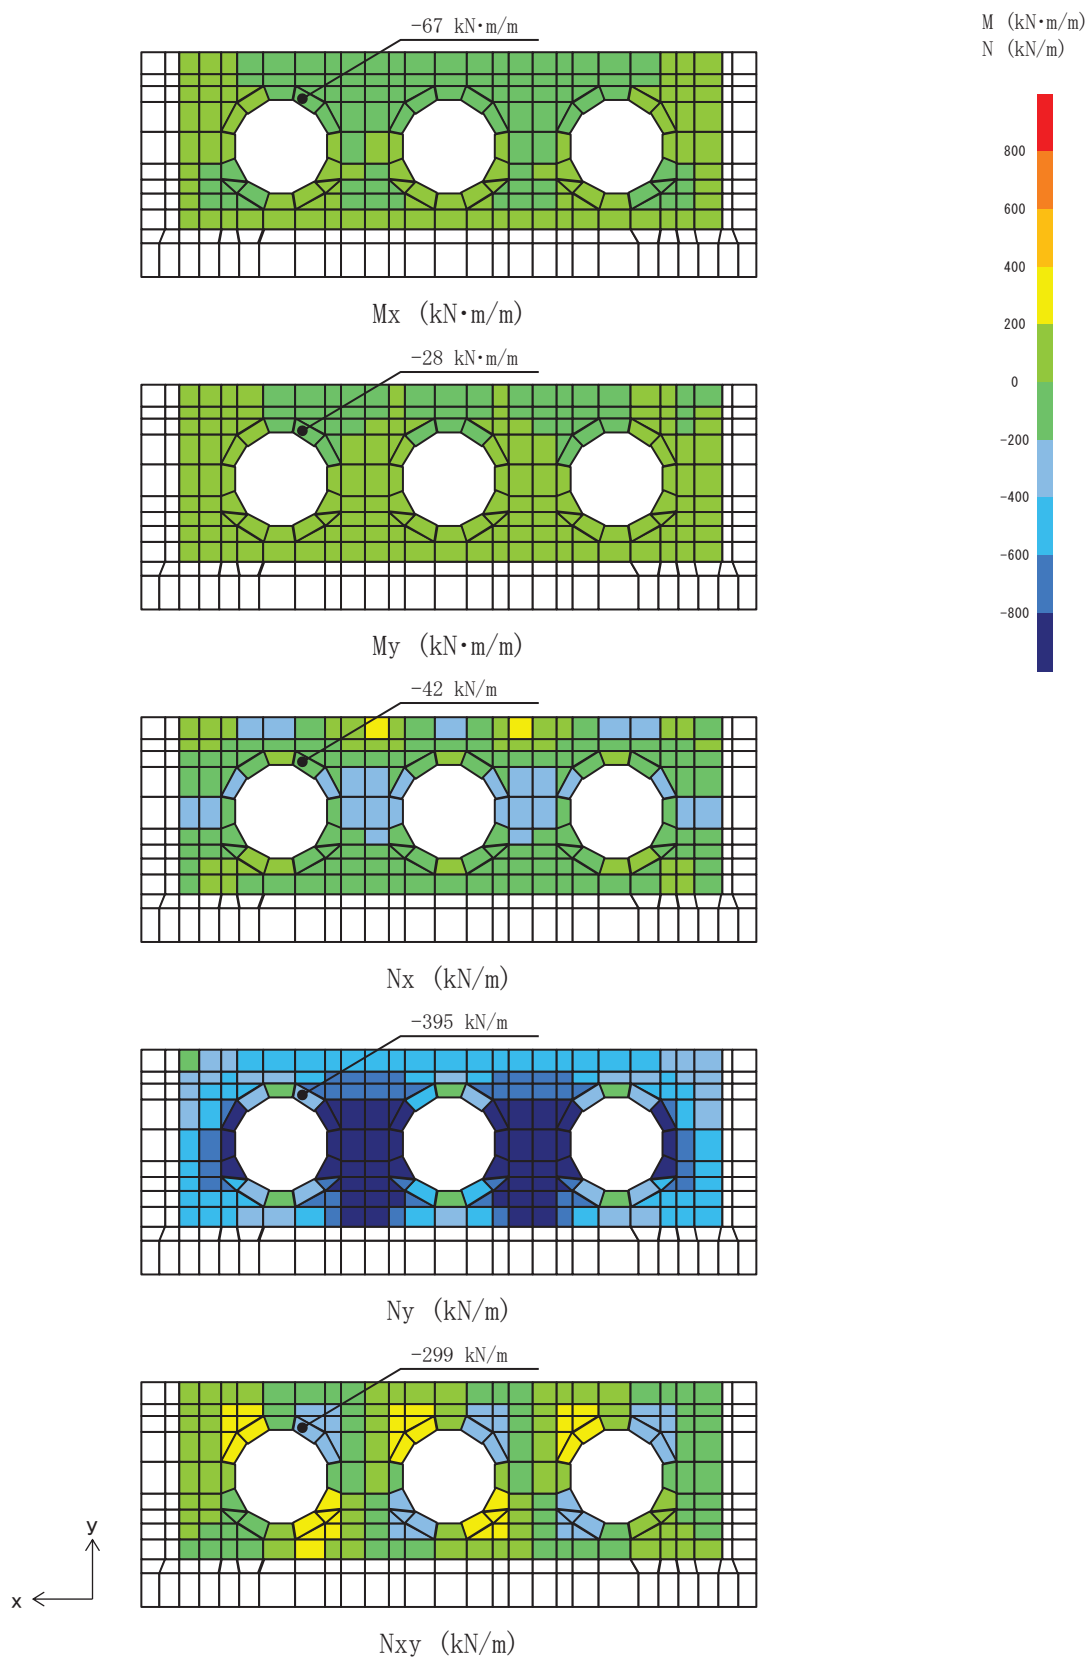 M (kN·m/m)
N (kN/m)
800
600
400
200
0
-200
-400
-600
-800
-67 kN·m/m
Mx (kN·m/m)
-28 kN·m/m
My (kN·m/m)
-42 kN/m
Nx (kN/m)
-395 kN/m
Ny (kN/m)
-299 kN/m
Nxy (kN/m)
y
x